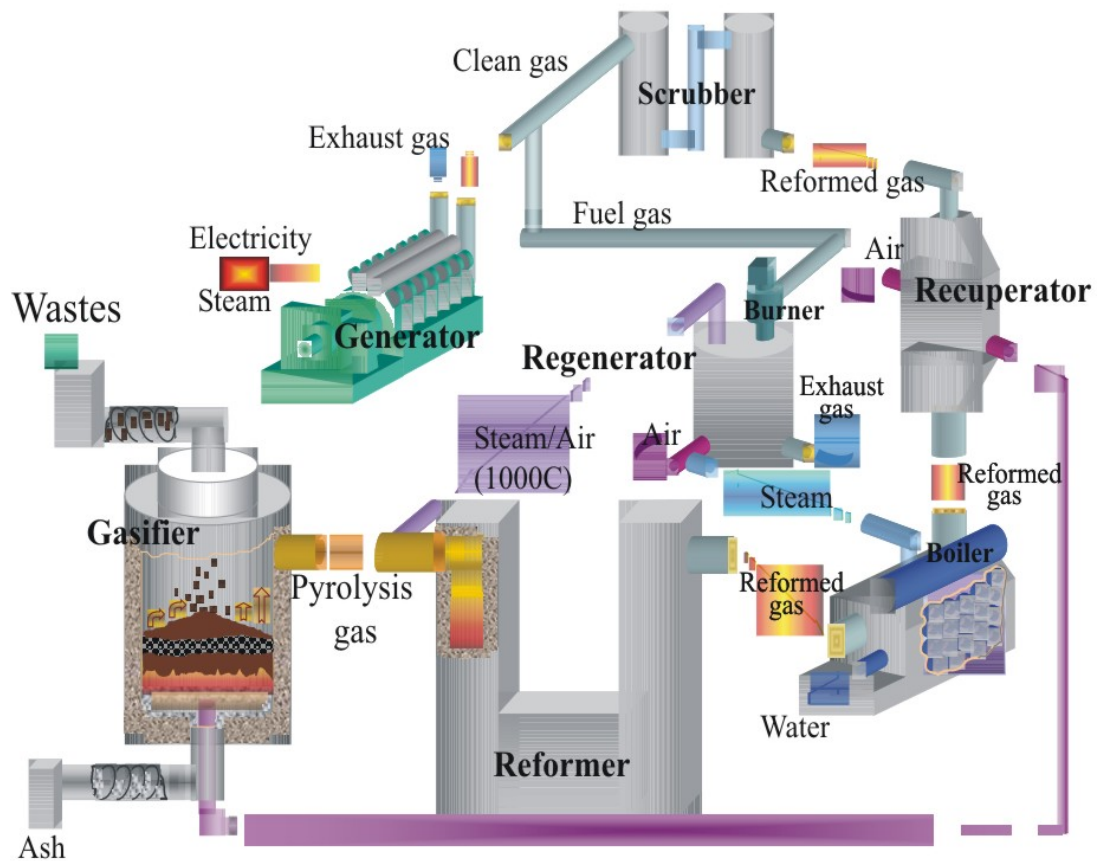 Clean gas
Scrubber
Exhaust gas
Reformed gas
Fuel gas
Electricity
Steam
Air
Recuperator
Wastes
Generator
Burner
Regenerator
Exhaust
gas
Steam/Air
(1000C)
Air
Steam
Reformed
gas
Gasifier
Boiler
Pyrolysis
gas
Reformed
gas
Water
Reformer
Ash